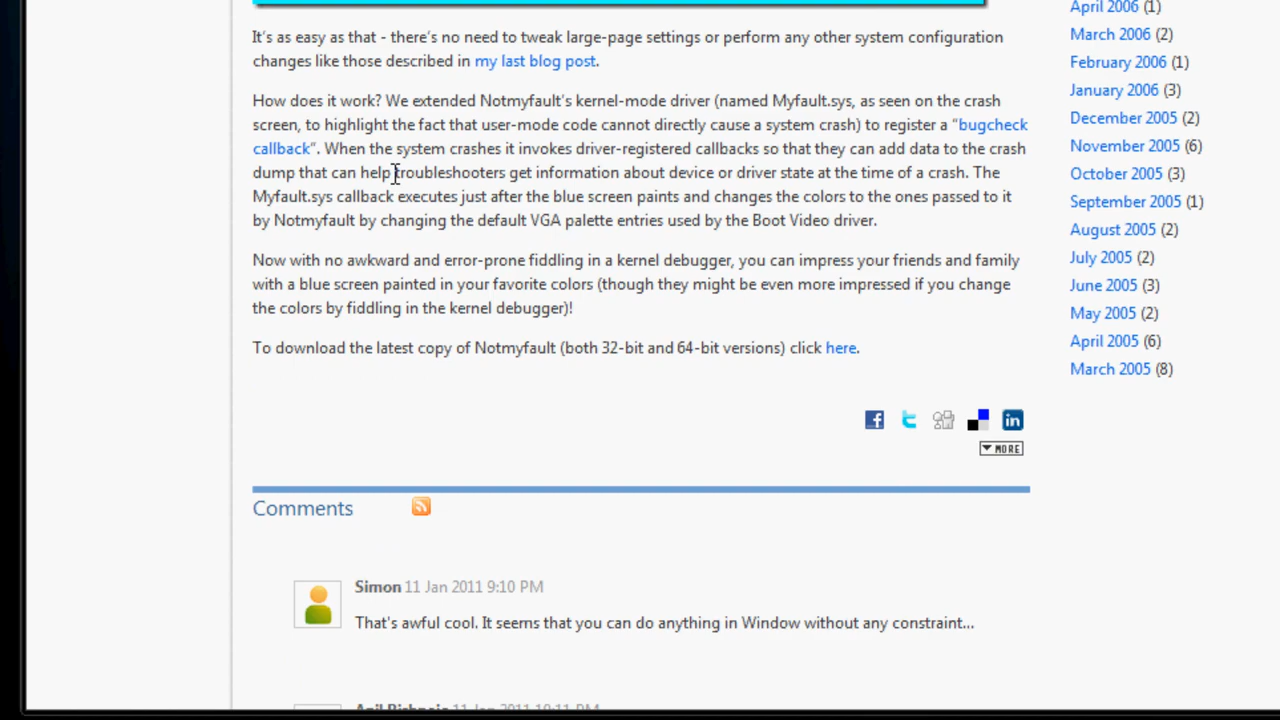 It's as easy as that - there's no need to tweak large-page settings or perform any other system configuration
changes like those described in my last blog post.
How does it work? We extended Notmyfault's kernel-mode driver (named Myfault.sys, as seen on the crash
screen, to highlight the fact that user-mode code cannot directly cause a system crash) to register a "bugcheck
callback". When the system crashes it invokes driver-registered callbacks so that they can add data to the crash
dump that can help troubleshooters get information about device or driver state at the time of a crash. The
Myfault.sys callback executes just after the blue screen paints and changes the colors to the ones passed to it
by Notmyfault by changing the default VGA palette entries used by the Boot Video driver.
Now with no awkward and error-prone fiddling in a kernel debugger, you can impress your friends and family
with a blue screen painted in your favorite colors (though they might be even more impressed if you change
the colors by fiddling in the kernel debugger)!
To download the latest copy of Notmyfault (both 32-bit and 64-bit versions) click here.
MORE
Comments
Simon 11 Jan 2011 9:10 PM
That's awful cool. It seems that you can do anything in Window without any constraint...
11 Jan 2011 10:11 PM
April 2006 (1)
March 2006 (2)
February 2006 (1)
January 2006 (3)
December 2005 (2)
November 2005 (6)
October 2005 (3)
September 2005 (1)
August 2005 (2)
July 2005 (2)
June 2005 (3)
May 2005 (2)
April 2005 (6)
March 2005 (8)